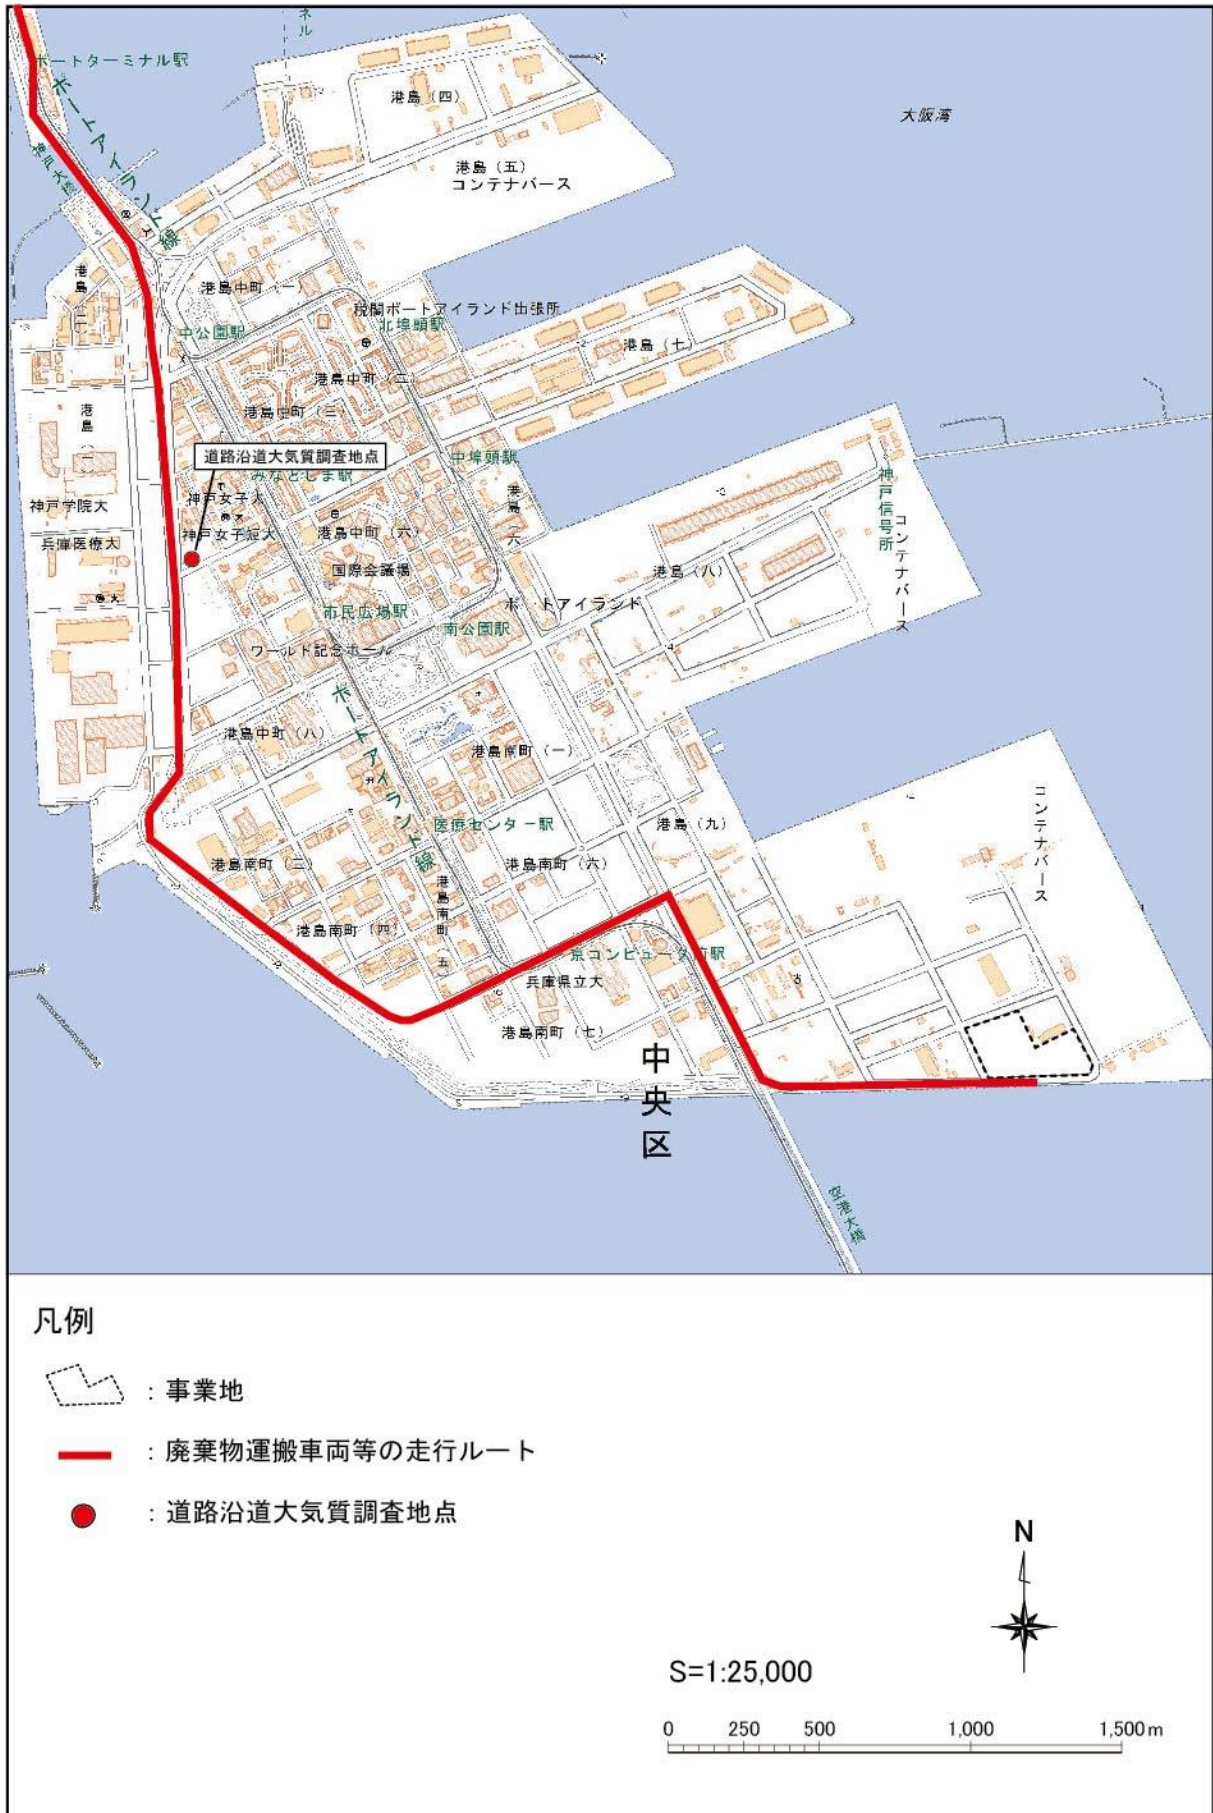 ネル
ポートターミナル駅
ポートアイランド線
神戸大橋
港島(四)
大阪湾
港島(五)
コンテナバース
港島(二)
港島中町(一)
税関ポートアイランド出張所
中公園駅
北埠頭駅
港島(七)
港島中町(二)
港島中町(三)
港島(一)
道路沿道大気質調査地点
みなとじま駅
中埠頭駅
神戸信号所
神戸学院大
神戸女子大
港島(六)
コンテナバース
兵庫医療大
神戸女子短大
港島中町(六)
国際会議場
港島(八)
市民広場駅
ポートアイランド
南公園駅
ワールド記念ホール
ポートアイランド線
港島中町(八)
港島南町(一)
コンテナバース
医療センター駅
港島(九)
港島南町(三)
港島南町(六)
港島南町(五)
港島南町(四)
京コンピュータ前駅
兵庫県立大
港島南町(七)
中央区
空港大橋
凡例
:事業地
:廃棄物運搬車両等の走行ルート
:道路沿道大気質調査地点
N
S=1:25,000
0 250 500 1,000 1,500m